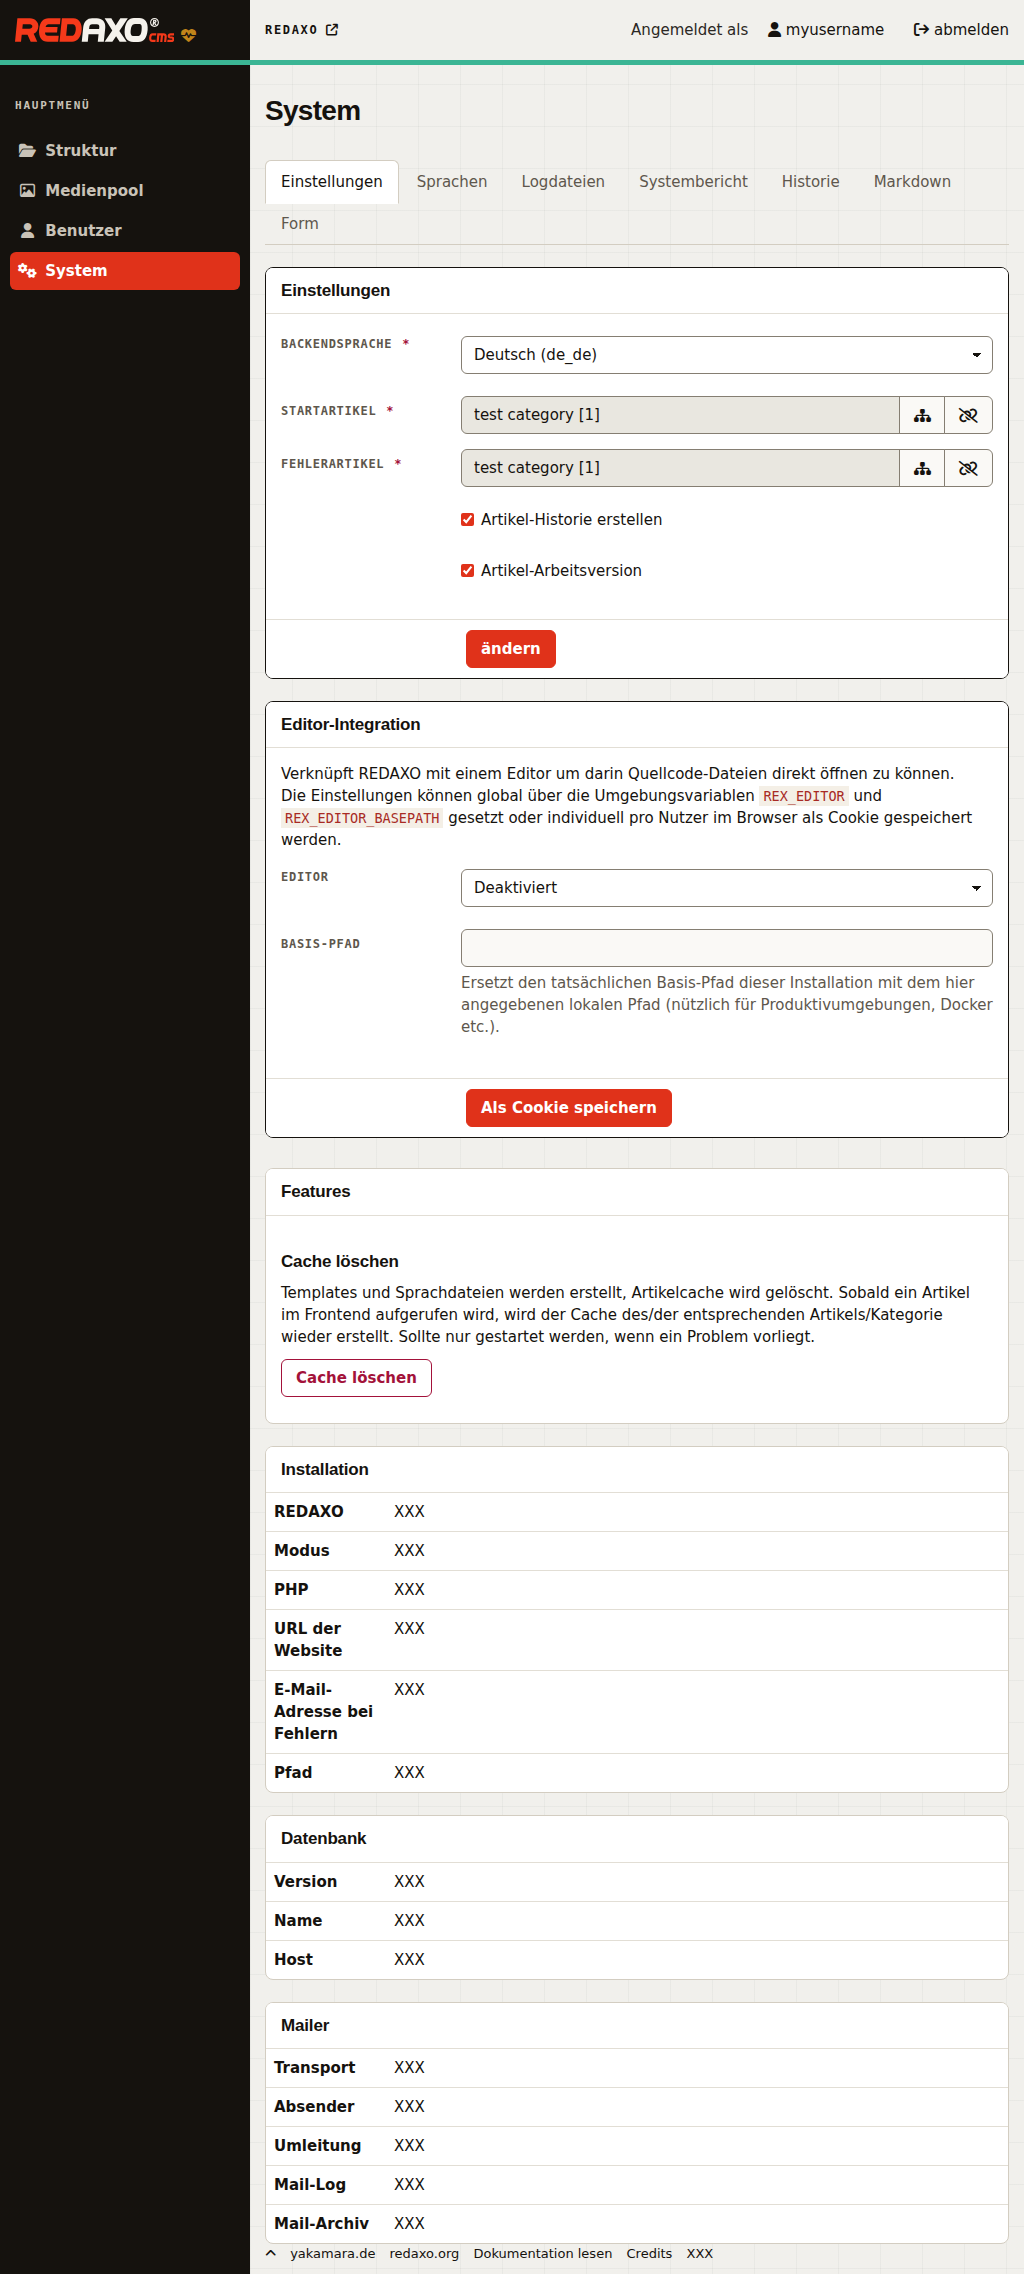 REDAXO® cms
REDAXO
Angemeldet als myusername abmelden
HAUPTMENÜ
Struktur
Medienpool
Benutzer
System
System
Einstellungen Sprachen Logdateien Systembericht Historie Markdown
Form
Einstellungen
BACKENDSPRACHE *
Deutsch (de_de)
STARTARTIKEL *
test category [1]
FEHLERARTIKEL *
test category [1]
Artikel-Historie erstellen
Artikel-Arbeitsversion
ändern
Editor-Integration
Verknüpft REDAXO mit einem Editor um darin Quellcode-Dateien direkt öffnen zu können.
Die Einstellungen können global über die Umgebungsvariablen REX_EDITOR und
REX_EDITOR_BASEPATH gesetzt oder individuell pro Nutzer im Browser als Cookie gespeichert
werden.
EDITOR
Deaktiviert
BASIS-PFAD
Ersetzt den tatsächlichen Basis-Pfad dieser Installation mit dem hier
angegebenen lokalen Pfad (nützlich für Produktivumgebungen, Docker
etc.).
Als Cookie speichern
Features
Cache löschen
Templates und Sprachdateien werden erstellt, Artikelcache wird gelöscht. Sobald ein Artikel
im Frontend aufgerufen wird, wird der Cache des/der entsprechenden Artikels/Kategorie
wieder erstellt. Sollte nur gestartet werden, wenn ein Problem vorliegt.
Cache löschen
Installation
REDAXO XXX
Modus XXX
PHP XXX
URL der XXX
Website
E-Mail- XXX
Adresse bei
Fehlern
Pfad XXX
Datenbank
Version XXX
Name XXX
Host XXX
Mailer
Transport XXX
Absender XXX
Umleitung XXX
Mail-Log XXX
Mail-Archiv XXX
yakamara.de redaxo.org Dokumentation lesen Credits XXX